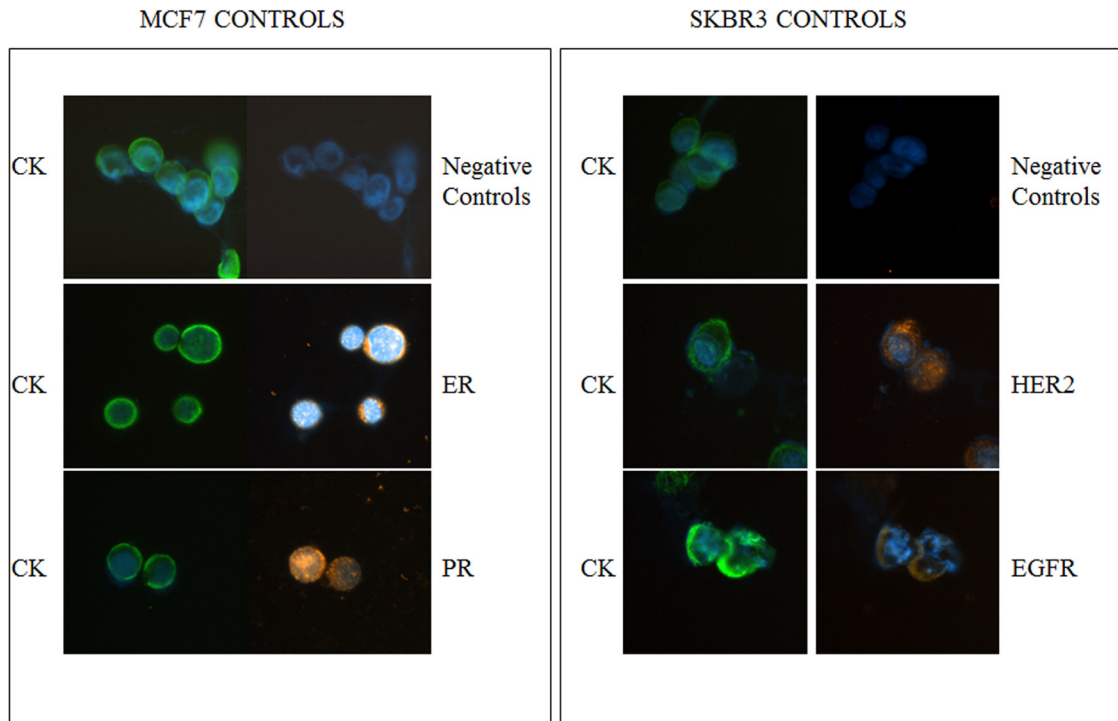 MCF7 CONTROLS
CK
Negative
Controls
CK
ER
CK
PR
SKBR3 CONTROLS
CK
Negative
Controls
CK
HER2
CK
EGFR